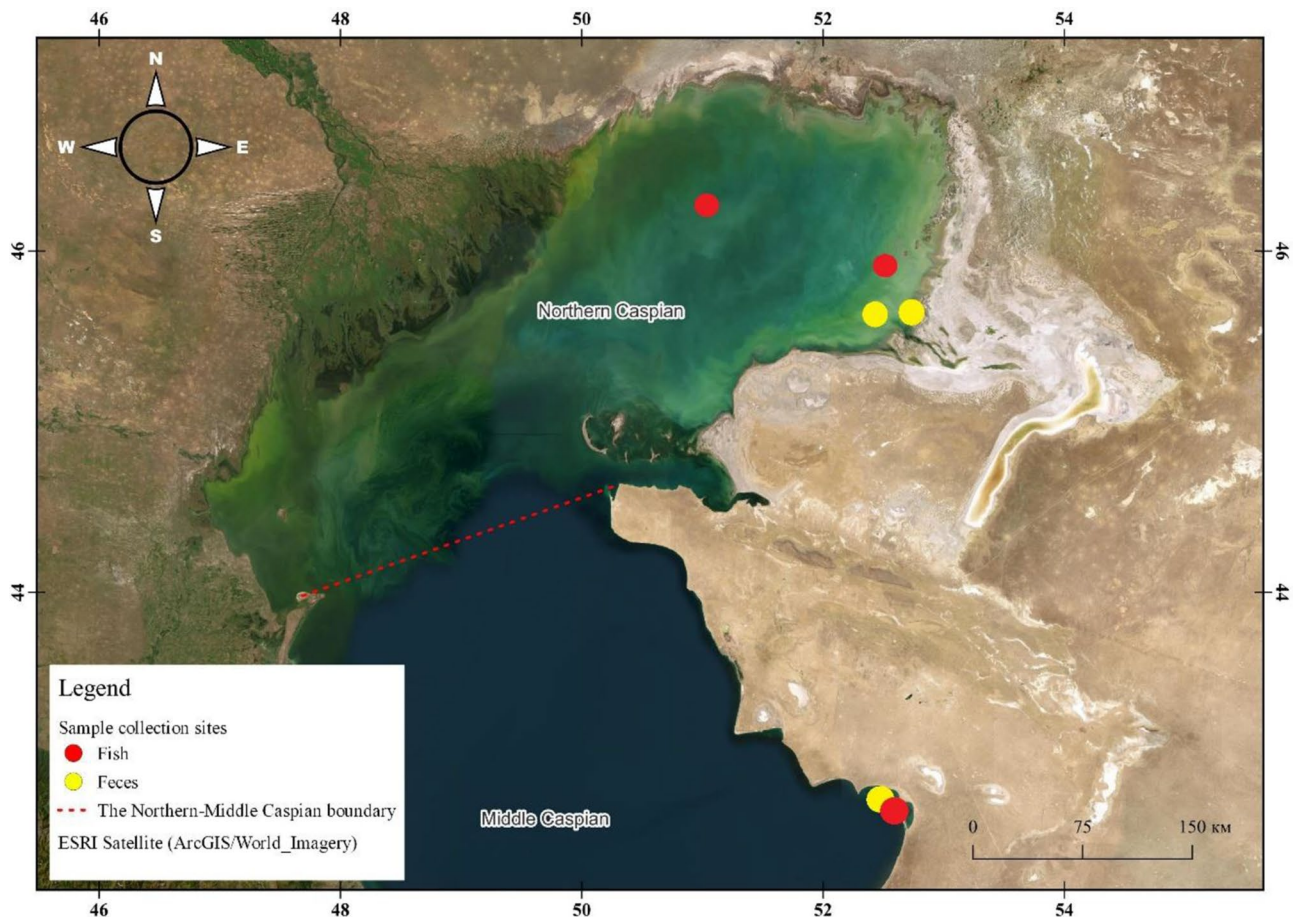 46 48 50 52 54
N
W E
S
46 46
Northern Caspian
44 44
Legend
Sample collection sites
Fish
Feces
The Northern-Middle Caspian boundary
ESRI Satellite (ArcGIS/World_Imagery)
Middle Caspian
0 75 150 км
46 48 50 52 54